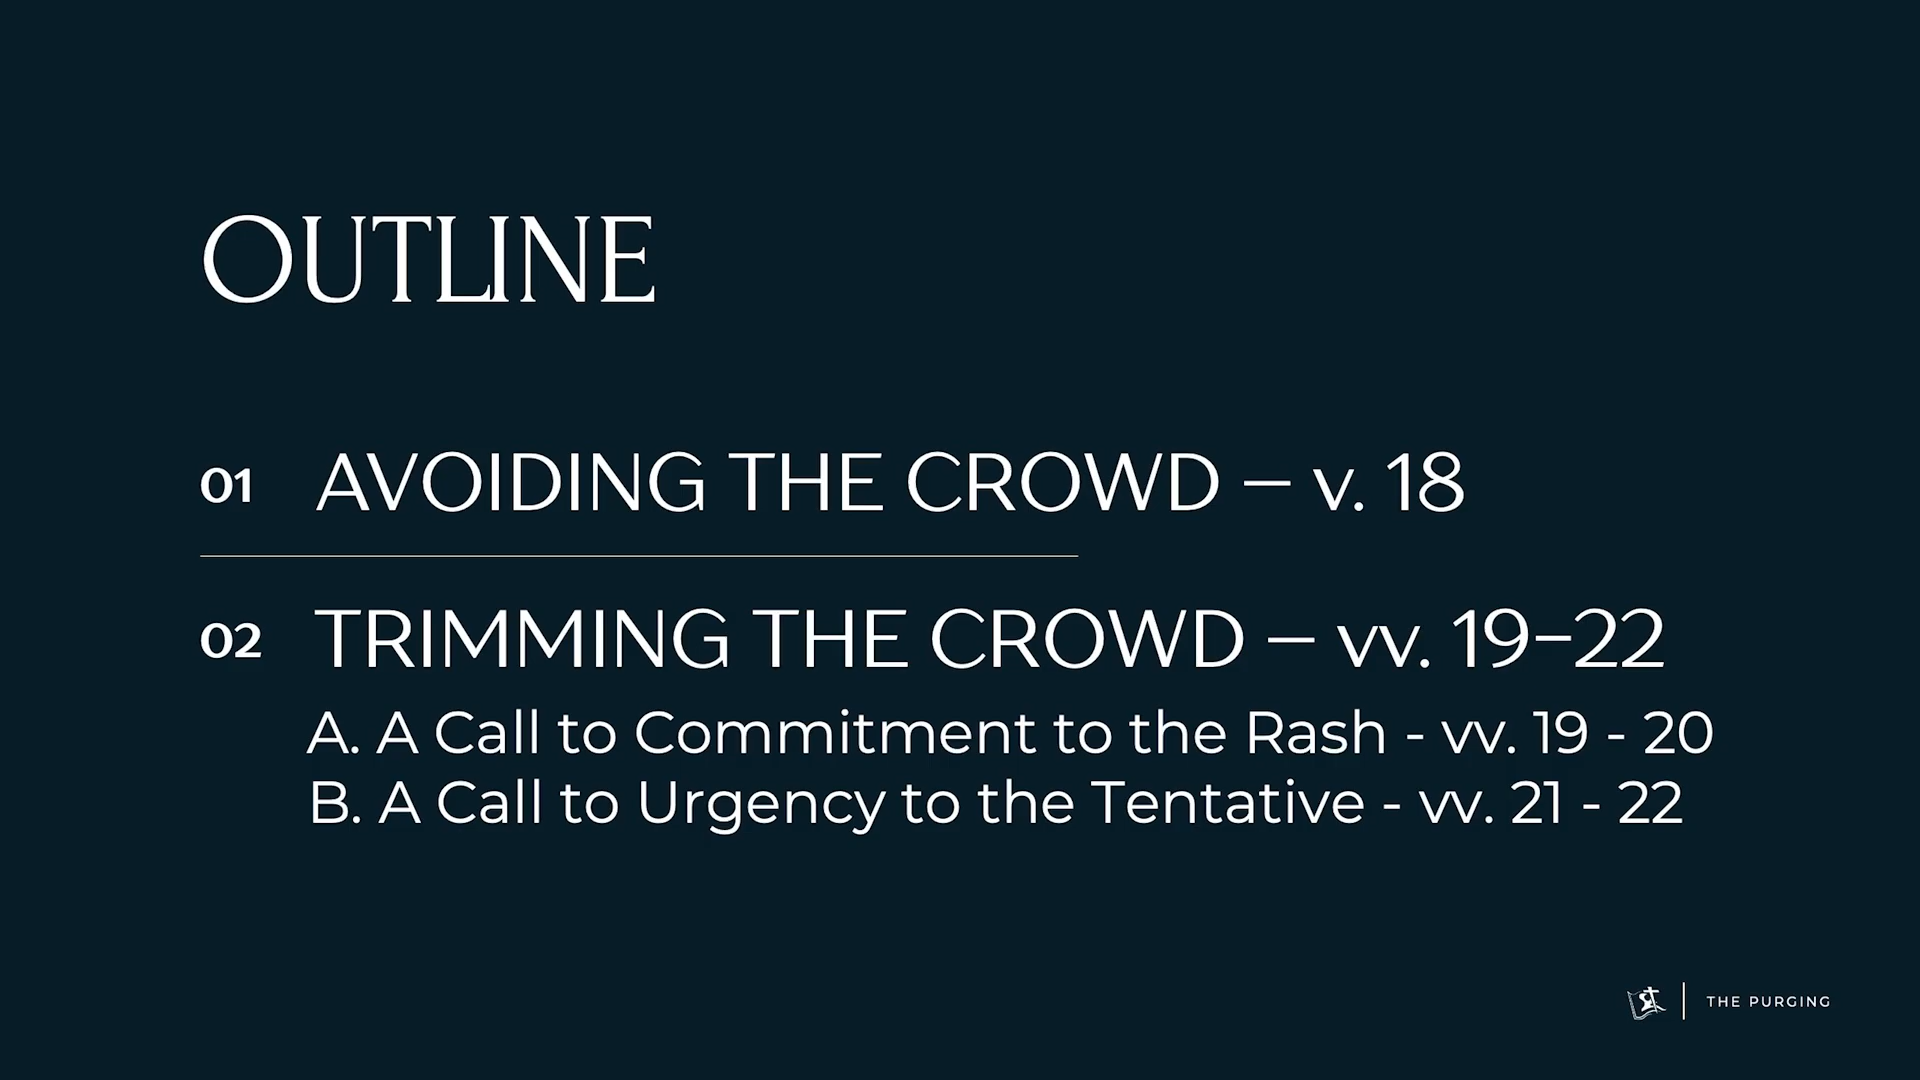 OUTLINE
01 AVOIDING THE CROWD – v. 18
02 TRIMMING THE CROWD – vv. 19–22
A. A Call to Commitment to the Rash - vv. 19 - 20
B. A Call to Urgency to the Tentative - vv. 21 - 22
THE PURGING